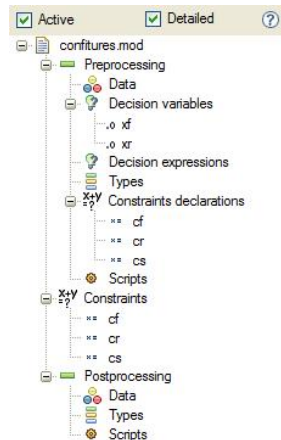 Active Detailed ?
confitures.mod
Preprocessing
Data
Decision variables
.o xf
.o xr
Decision expressions
Types
Constraints declarations
cf
cr
cs
Scripts
Constraints
cf
cr
cs
Postprocessing
Data
Types
Scripts